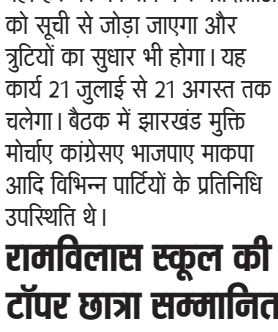 को सूची से जोड़ा जाएगा और
त्रुटियों का सुधार भी होगा। यह
कार्य 21 जुलाई से 21 अगस्त तक
चलेगा। बैठक में झारखंड मुक्ति
मोर्चाए कांग्रेसए भाजपाए माकपा
आदि विभिन्न पार्टियों के प्रतिनिधि
उपस्थिति थे।
रामविलास स्कूल की
टॉपर छात्रा सम्मानित